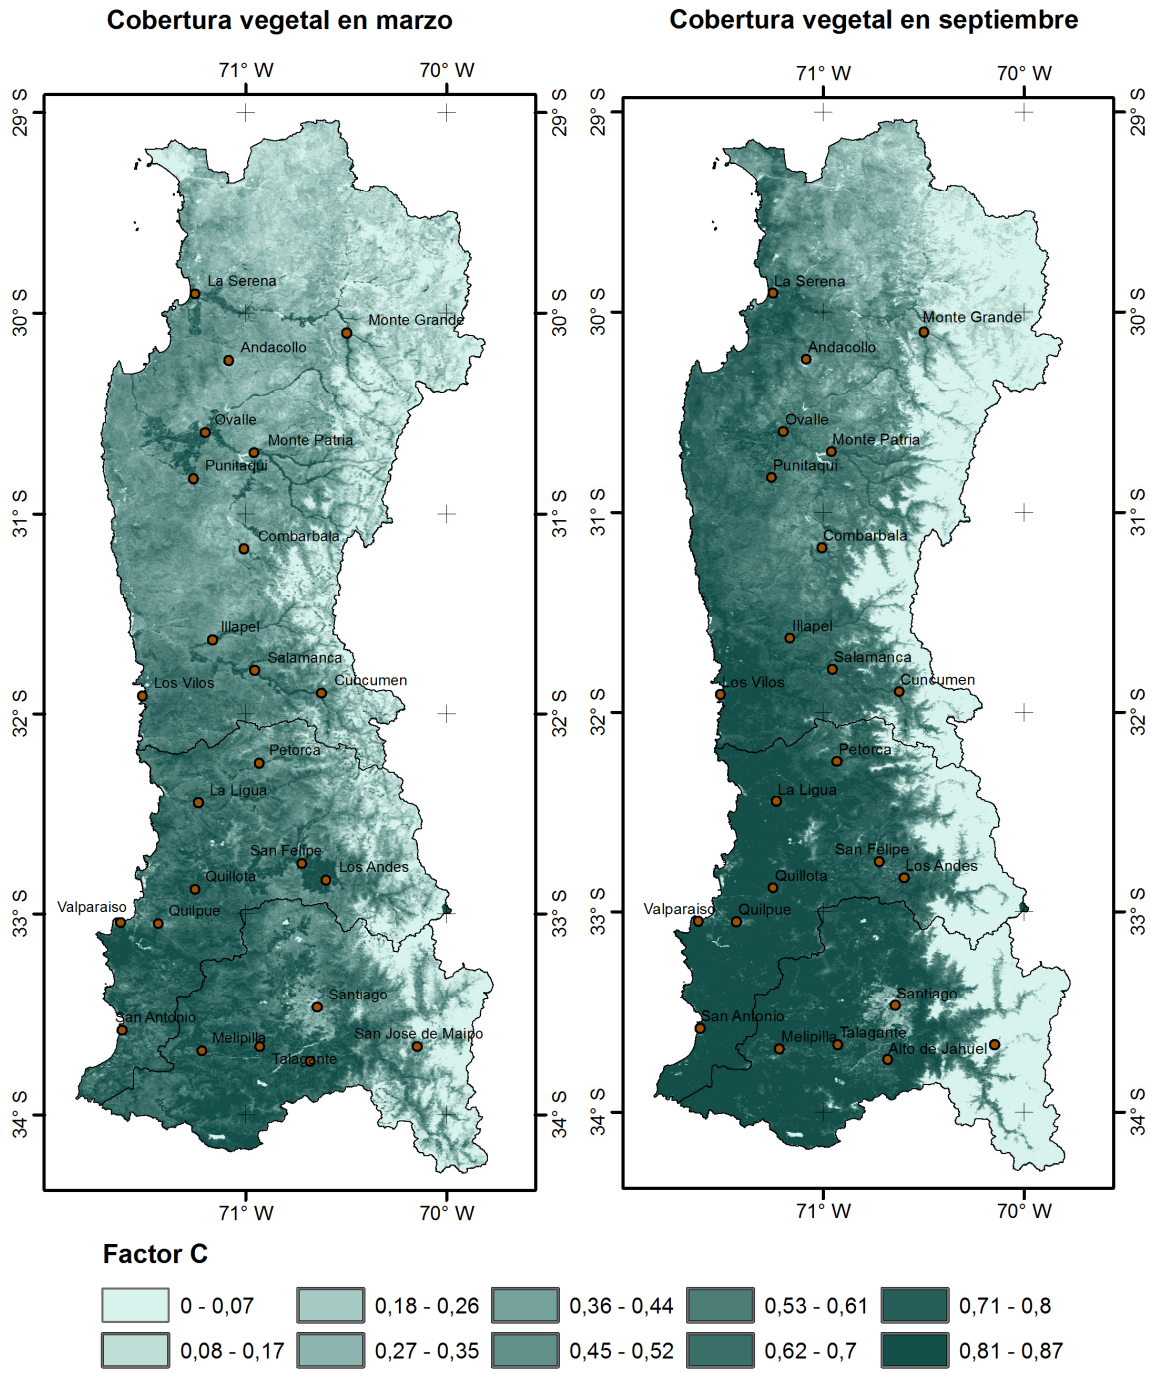 Cobertura vegetal en marzo
71° W
70° W
29° S
29° S
30° S
30° S
31° S
31° S
32° S
32° S
33° S
33° S
34° S
34° S
La Serena
Monte Grande
Andacollo
Ovalle
Monte Patria
Punitaqui
Combarbala
Illapel
Salamanca
Los Vilos
Cuncumen
Petorca
La Ligua
San Felipe
Los Andes
Quillota
Valparaiso
Quilpue
Santiago
San Antonio
San Jose de Maipo
Melipilla
Talagante
71° W
70° W
Cobertura vegetal en septiembre
71° W
70° W
29° S
29° S
30° S
30° S
31° S
31° S
32° S
32° S
33° S
33° S
34° S
34° S
La Serena
Monte Grande
Andacollo
Ovalle
Monte Patria
Punitaqui
Combarbala
Illapel
Salamanca
Los Vilos
Cuncumen
Petorca
La Ligua
San Felipe
Los Andes
Quillota
Valparaiso
Quilpue
Santiago
San Antonio
Talagante
Melipilla
Alto de Jahuel
71° W
70° W
Factor C
0 - 0,07
0,18 - 0,26
0,36 - 0,44
0,53 - 0,61
0,71 - 0,8
0,08 - 0,17
0,27 - 0,35
0,45 - 0,52
0,62 - 0,7
0,81 - 0,87